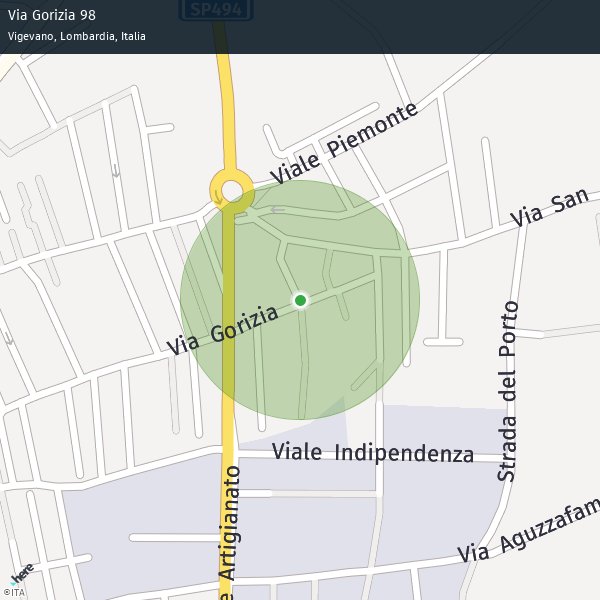 Via Gorizia 98
Vigevano, Lombardia, Italia
SP494
Viale Piemonte
Via San
Via Gorizia
Strada del Porto
Viale Indipendenza
e Artigianato
Via Aguzzafam
here
©ITA